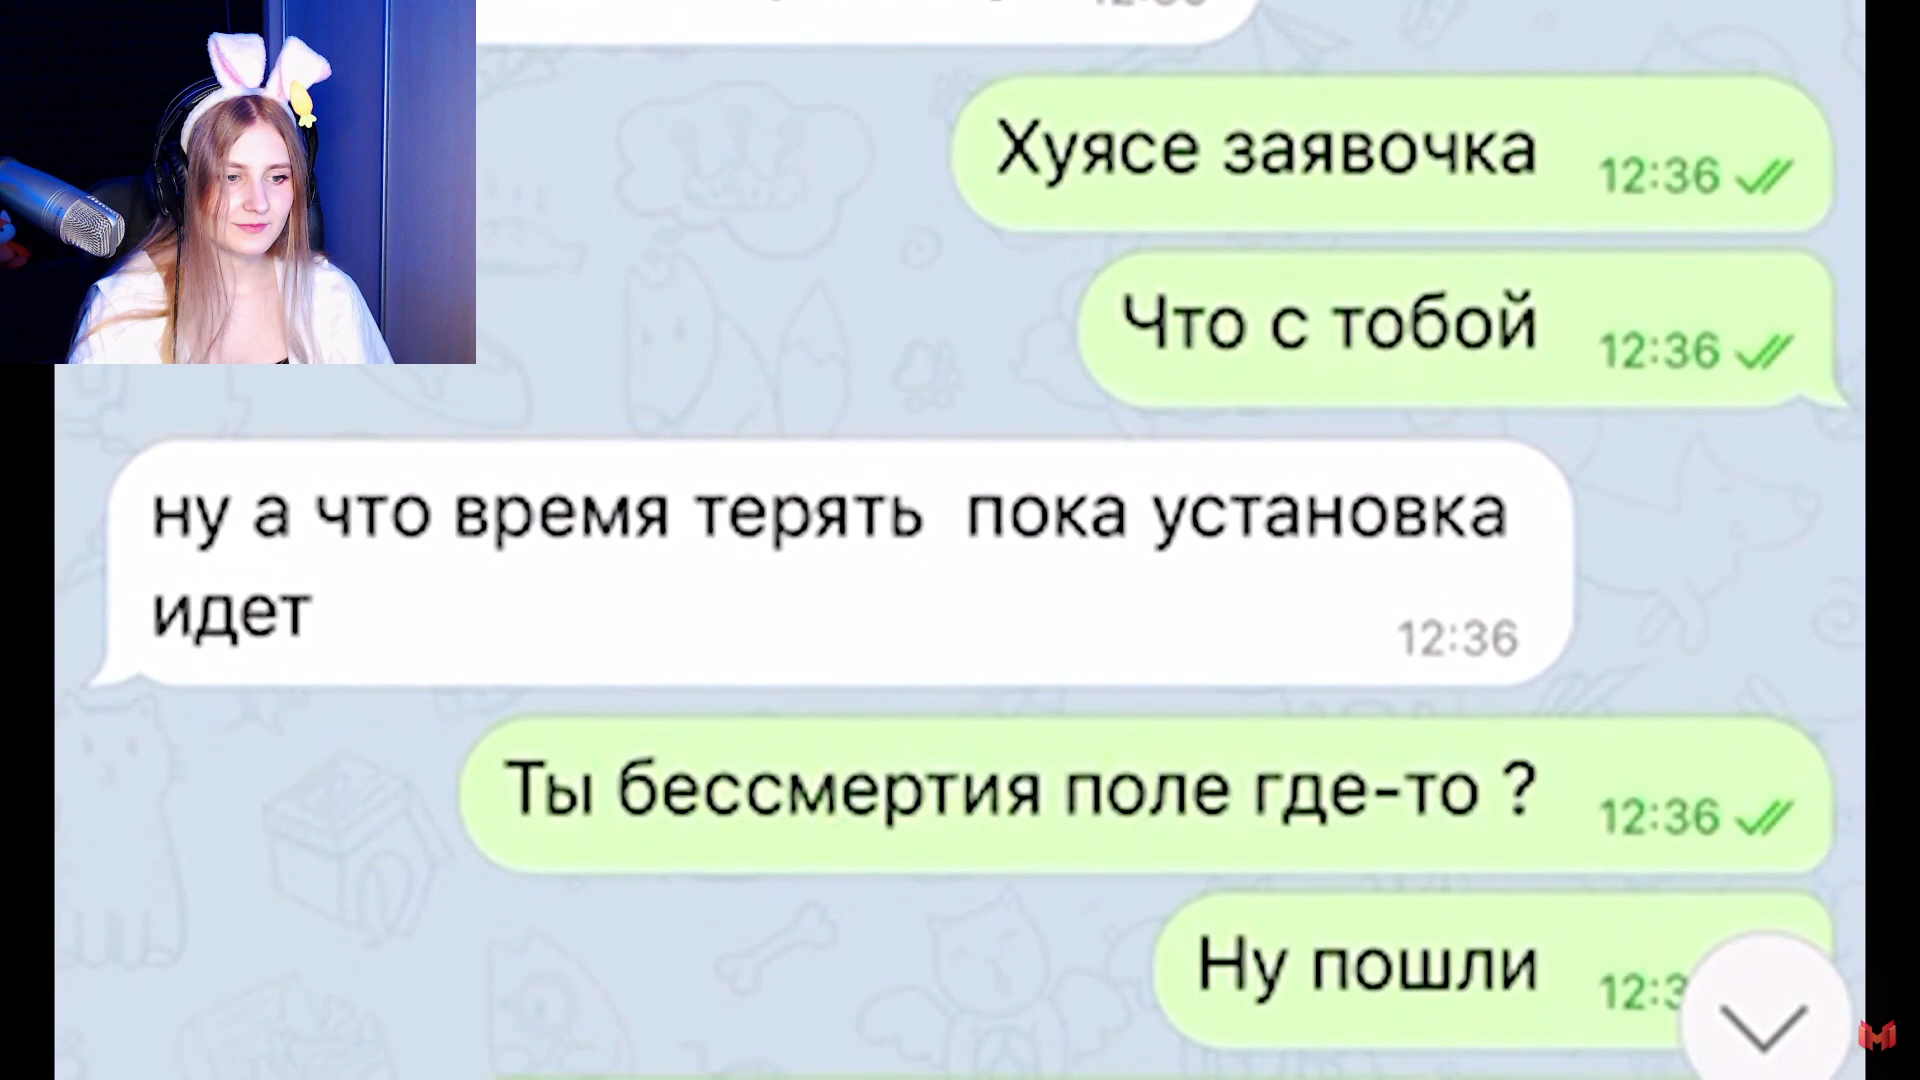 Хуясе заявочка
12:36
Что с тобой
12:36
ну а что время терять  пока установка
идет
12:36
Ты бессмертия поле где-то ?
12:36
Ну пошли